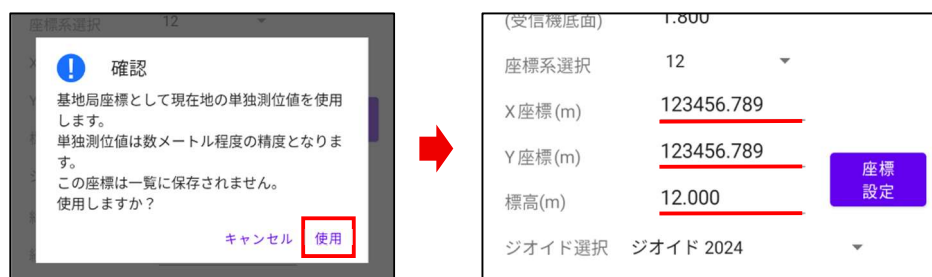 座標系選択 12
確認
基地局座標として現在地の単独測位値を使用
します。
単独測位値は数メートル程度の精度となりま
す。
この座標は一覧に保存されません。
使用しますか？
キャンセル 使用
(受信機底面) 1.800
座標系選択 12
X座標(m) 123456.789
Y座標(m) 123456.789
座標
設定
標高(m) 12.000
ジオイド選択 ジオイド 2024